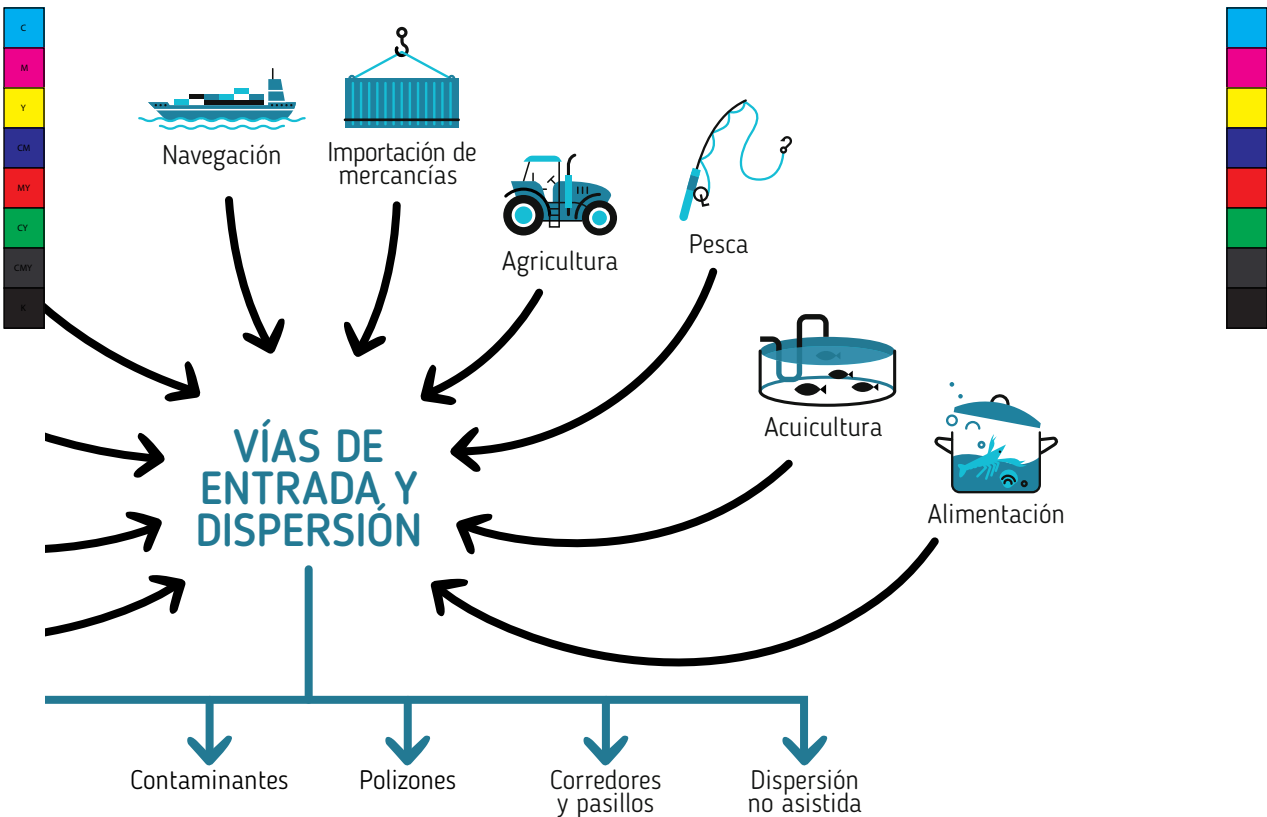 C
M
Y
CM
MY
CY
CMY
K
Navegación
Importación de
mercancías
Agricultura
Pesca
Acuicultura
Alimentación
VÍAS DE
ENTRADA Y
DISPERSIÓN
Contaminantes
Polizones
Corredores
y pasillos
Dispersión
no asistida